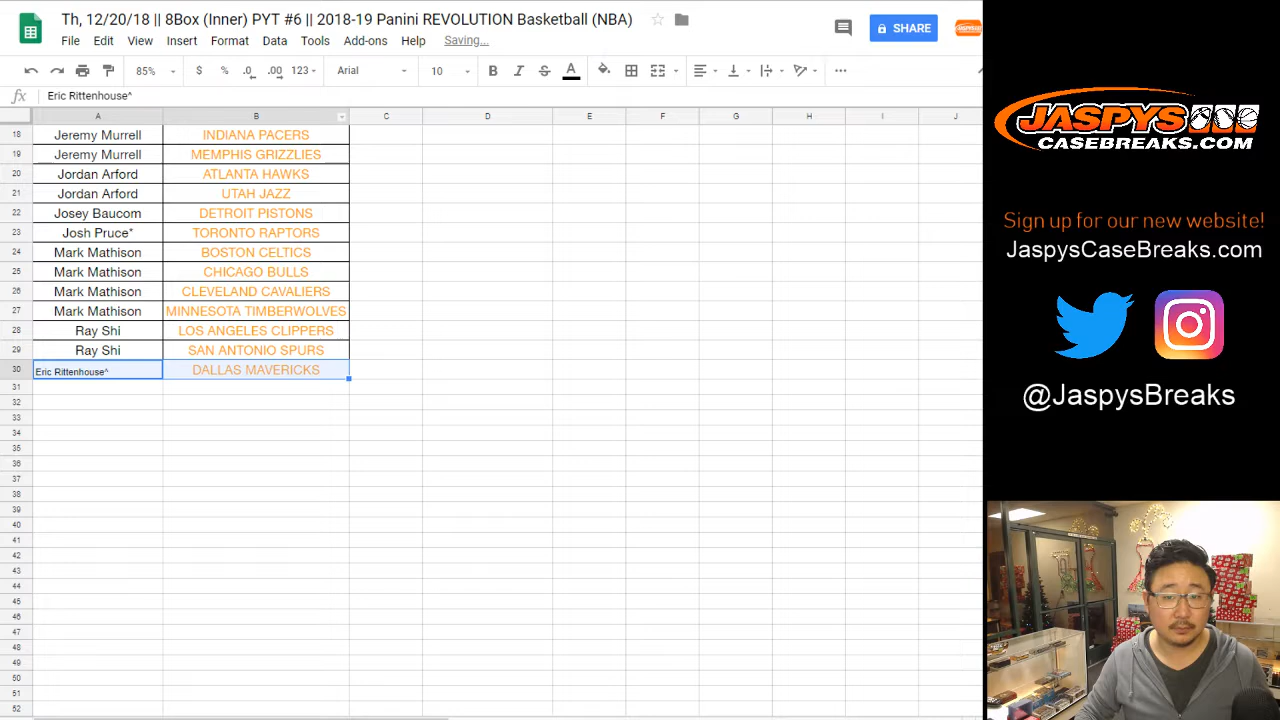 Th, 12/20/18 || 8Box (Inner) PYT #6 || 2018-19 Panini REVOLUTION Basketball (NBA)
File Edit View Insert Format Data Tools Add-ons Help Saving...
SHARE
85% $ % .0 .00 123 Arial 10 B I S A
fx Eric Rittenhouse^
A B C D E F G H I J
18 Jeremy Murrell INDIANA PACERS
19 Jeremy Murrell MEMPHIS GRIZZLIES
20 Jordan Arford ATLANTA HAWKS
21 Jordan Arford UTAH JAZZ
22 Josey Baucom DETROIT PISTONS
23 Josh Pruce* TORONTO RAPTORS
24 Mark Mathison BOSTON CELTICS
25 Mark Mathison CHICAGO BULLS
26 Mark Mathison CLEVELAND CAVALIERS
27 Mark Mathison MINNESOTA TIMBERWOLVES
28 Ray Shi LOS ANGELES CLIPPERS
29 Ray Shi SAN ANTONIO SPURS
30 Eric Rittenhouse^ DALLAS MAVERICKS
31
32
33
34
35
36
37
38
39
40
41
42
43
44
45
46
47
48
49
50
51
52
JASPYS
CASEBREAKS.COM
Sign up for our new website!
JaspysCaseBreaks.com
@JaspysBreaks